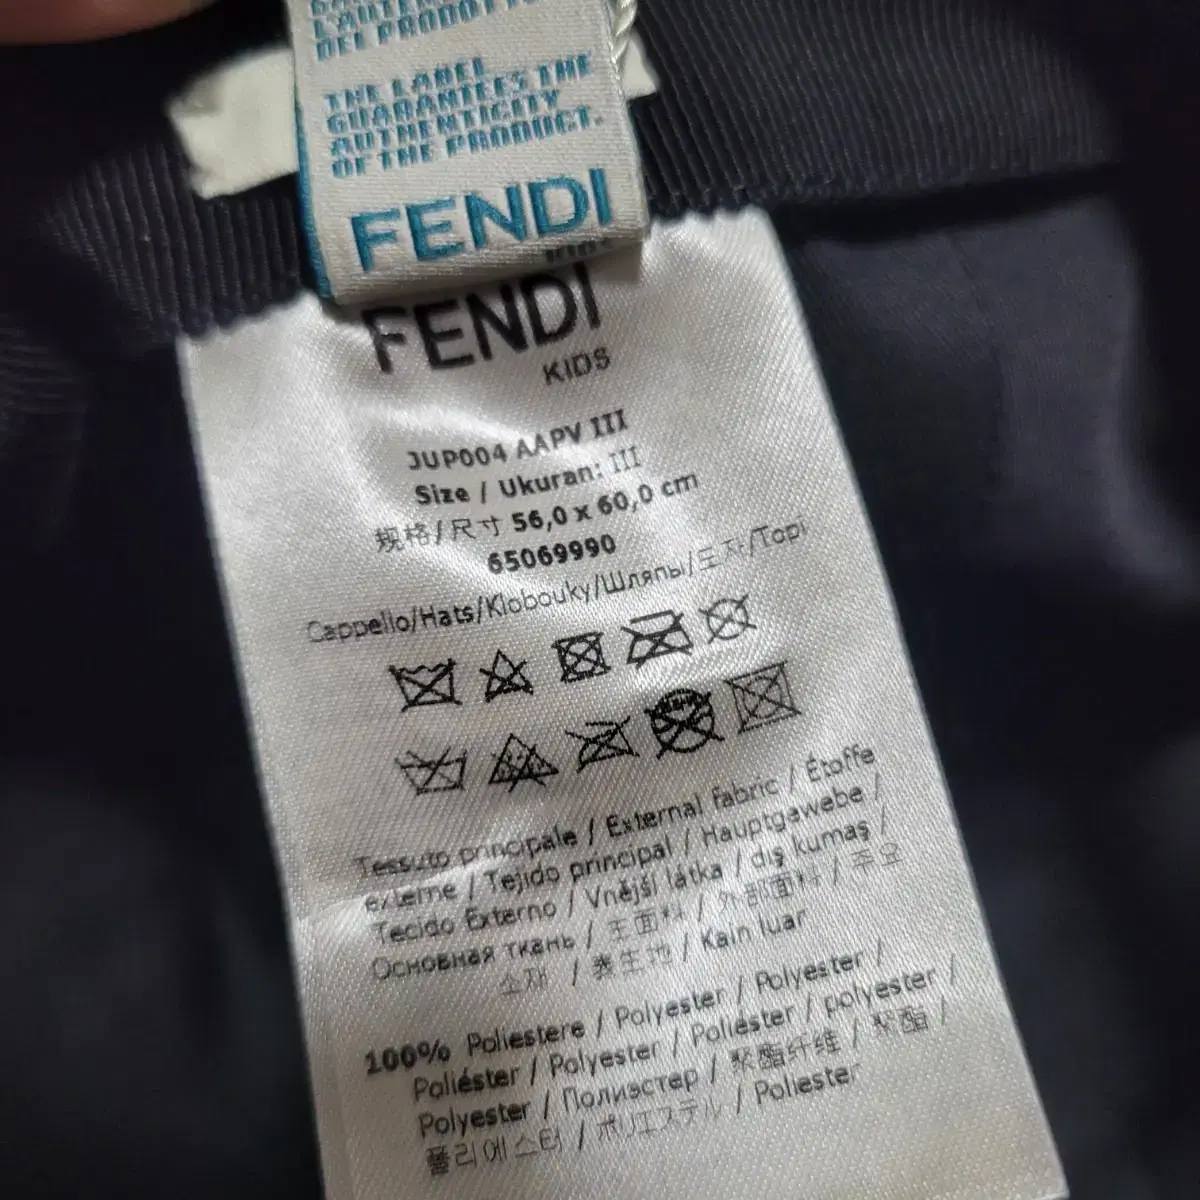 L'AUTEN
DEL PRODOTTO
THE LABEL
GUARANTEES THE
AUTHENTICITY
OF THE PRODUCT.
FENDI
FENDI
KIDS
JUP004 AAPV III
Size / Ukuran: III
规格/尺寸 56,0 x 60,0 cm
65069990
Cappello/Hats/Klobouky/Шляпы/모자/Topi
Tessuto principale / External fabric / Étoffe
externe / Tejido principal / Hauptgewebe /
Tecido Externo / Vnější látka / dış kumaş /
Основная ткань / 主面料 / 外部面料 / 주요
소재 / 表生地 / Kain luar
100% Poliestere / Polyester / Polyester /
Poliéster / Polyester / Poliéster / polyester /
Polyester / Полиэстер / 聚酯纤维 / 聚酯 /
폴리에스터 / ポリエステル / Poliester